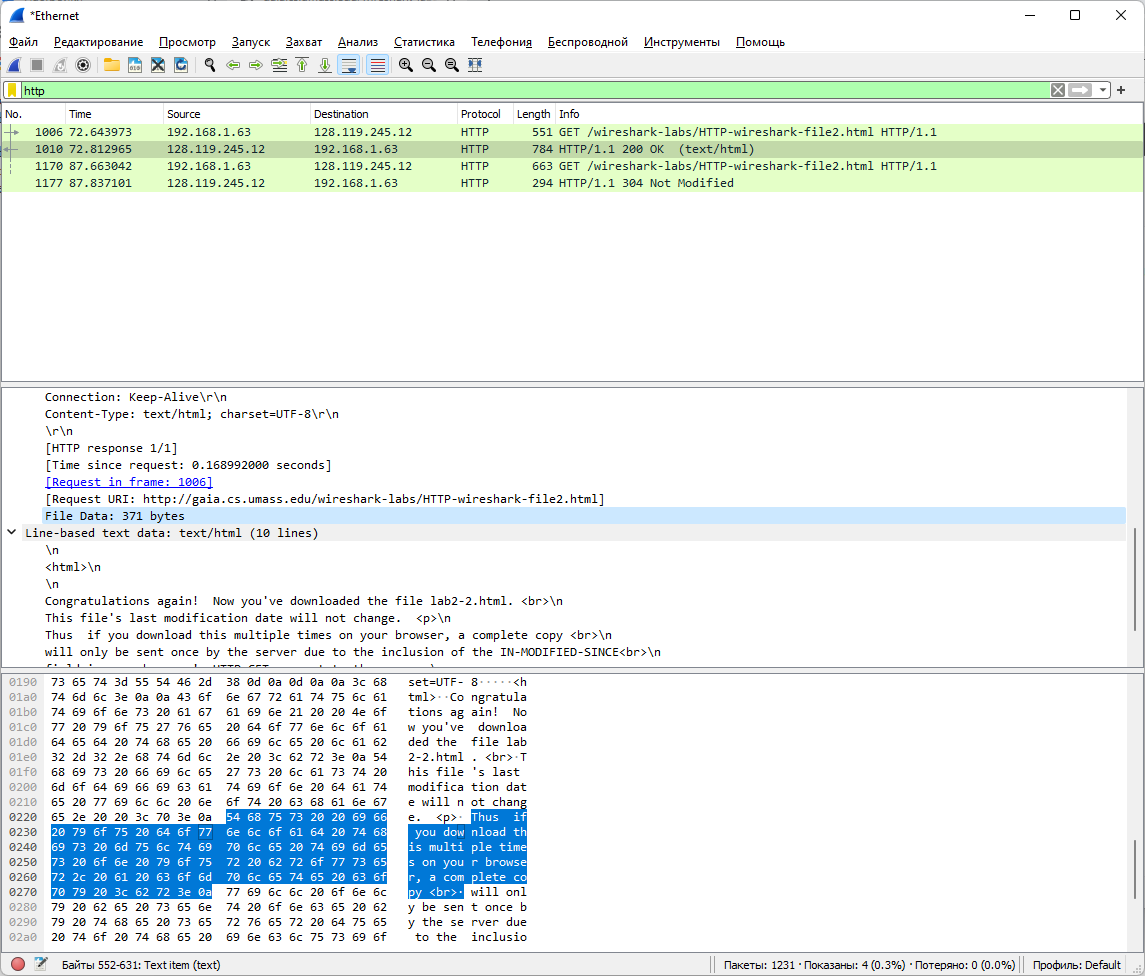 *Ethernet
Файл Редактирование Просмотр Запуск Захват Анализ Статистика Телефония Беспроводной Инструменты Помощь
http
No. Time Source Destination Protocol Length Info
1006 72.643973 192.168.1.63 128.119.245.12 HTTP 551 GET /wireshark-labs/HTTP-wireshark-file2.html HTTP/1.1
1010 72.812965 128.119.245.12 192.168.1.63 HTTP 784 HTTP/1.1 200 OK  (text/html)
1170 87.663042 192.168.1.63 128.119.245.12 HTTP 663 GET /wireshark-labs/HTTP-wireshark-file2.html HTTP/1.1
1177 87.837101 128.119.245.12 192.168.1.63 HTTP 294 HTTP/1.1 304 Not Modified
Connection: Keep-Alive\r\n
Content-Type: text/html; charset=UTF-8\r\n
\r\n
[HTTP response 1/1]
[Time since request: 0.168992000 seconds]
[Request in frame: 1006]
[Request URI: http://gaia.cs.umass.edu/wireshark-labs/HTTP-wireshark-file2.html]
File Data: 371 bytes
Line-based text data: text/html (10 lines)
\n
<html>\n
\n
Congratulations again!  Now you've downloaded the file lab2-2.html. <br>\n
This file's last modification date will not change.  <p>\n
Thus  if you download this multiple times on your browser, a complete copy <br>\n
will only be sent once by the server due to the inclusion of the IN-MODIFIED-SINCE<br>\n
0190 73 65 74 3d 55 54 46 2d 38 0d 0a 0d 0a 0a 3c 68 set=UTF- 8·····<h
01a0 74 6d 6c 3e 0a 0a 43 6f 6e 67 72 61 74 75 6c 61 tml>··Co ngratula
01b0 74 69 6f 6e 73 20 61 67 61 69 6e 21 20 20 4e 6f tions ag ain!  No
01c0 77 20 79 6f 75 27 76 65 20 64 6f 77 6e 6c 6f 61 w you've  downloa
01d0 64 65 64 20 74 68 65 20 66 69 6c 65 20 6c 61 62 ded the  file lab
01e0 32 2d 32 2e 68 74 6d 6c 2e 20 3c 62 72 3e 0a 54 2-2.html . <br>·T
01f0 68 69 73 20 66 69 6c 65 27 73 20 6c 61 73 74 20 his file 's last
0200 6d 6f 64 69 66 69 63 61 74 69 6f 6e 20 64 61 74 modifica tion dat
0210 65 20 77 69 6c 6c 20 6e 6f 74 20 63 68 61 6e 67 e will n ot chang
0220 65 2e 20 20 3c 70 3e 0a 54 68 75 73 20 20 69 66 e.  <p>· Thus  if
0230 20 79 6f 75 20 64 6f 77 6e 6c 6f 61 64 20 74 68 you dow nload th
0240 69 73 20 6d 75 6c 74 69 70 6c 65 20 74 69 6d 65 is multi ple time
0250 73 20 6f 6e 20 79 6f 75 72 20 62 72 6f 77 73 65 s on you r browse
0260 72 2c 20 61 20 63 6f 6d 70 6c 65 74 65 20 63 6f r, a com plete co
0270 70 79 20 3c 62 72 3e 0a 77 69 6c 6c 20 6f 6e 6c py <br>· will onl
0280 79 20 62 65 20 73 65 6e 74 20 6f 6e 63 65 20 62 y be sen t once b
0290 79 20 74 68 65 20 73 65 72 76 65 72 20 64 75 65 y the se rver due
02a0 20 74 6f 20 74 68 65 20 69 6e 63 6c 75 73 69 6f to the inclusio
Байты 552-631: Text item (text) Пакеты: 1231 · Показаны: 4 (0.3%) · Потеряно: 0 (0.0%) Профиль: Default